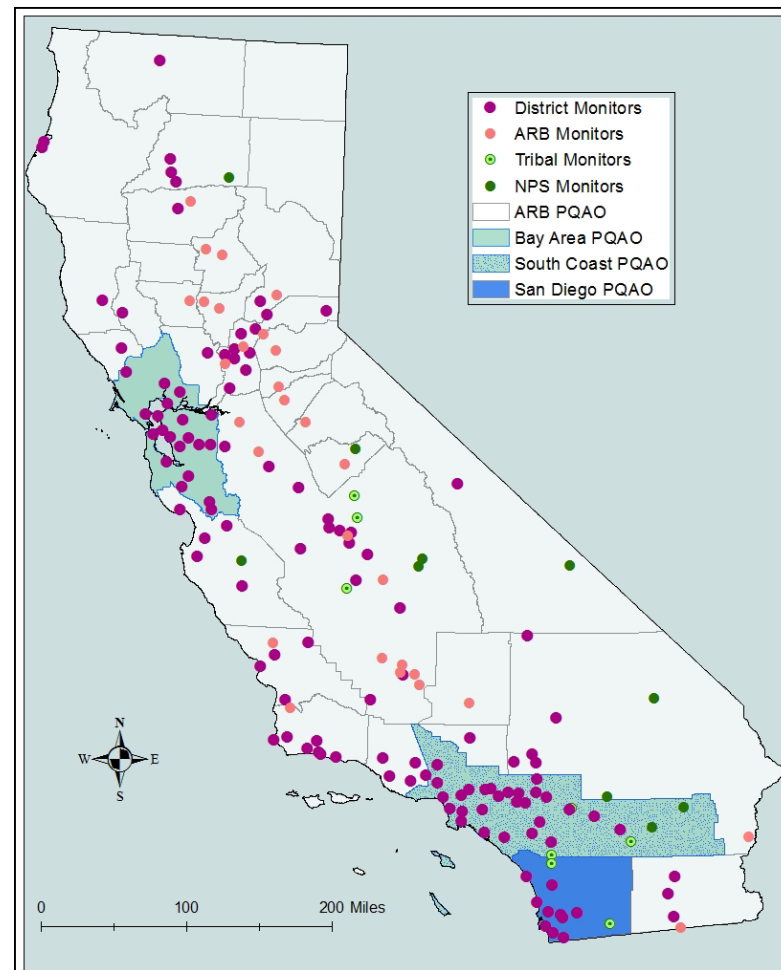 District Monitors
ARB Monitors
Tribal Monitors
NPS Monitors
ARB PQAO
Bay Area PQAO
South Coast PQAO
San Diego PQAO
N
W E
S
0 100 200 Miles